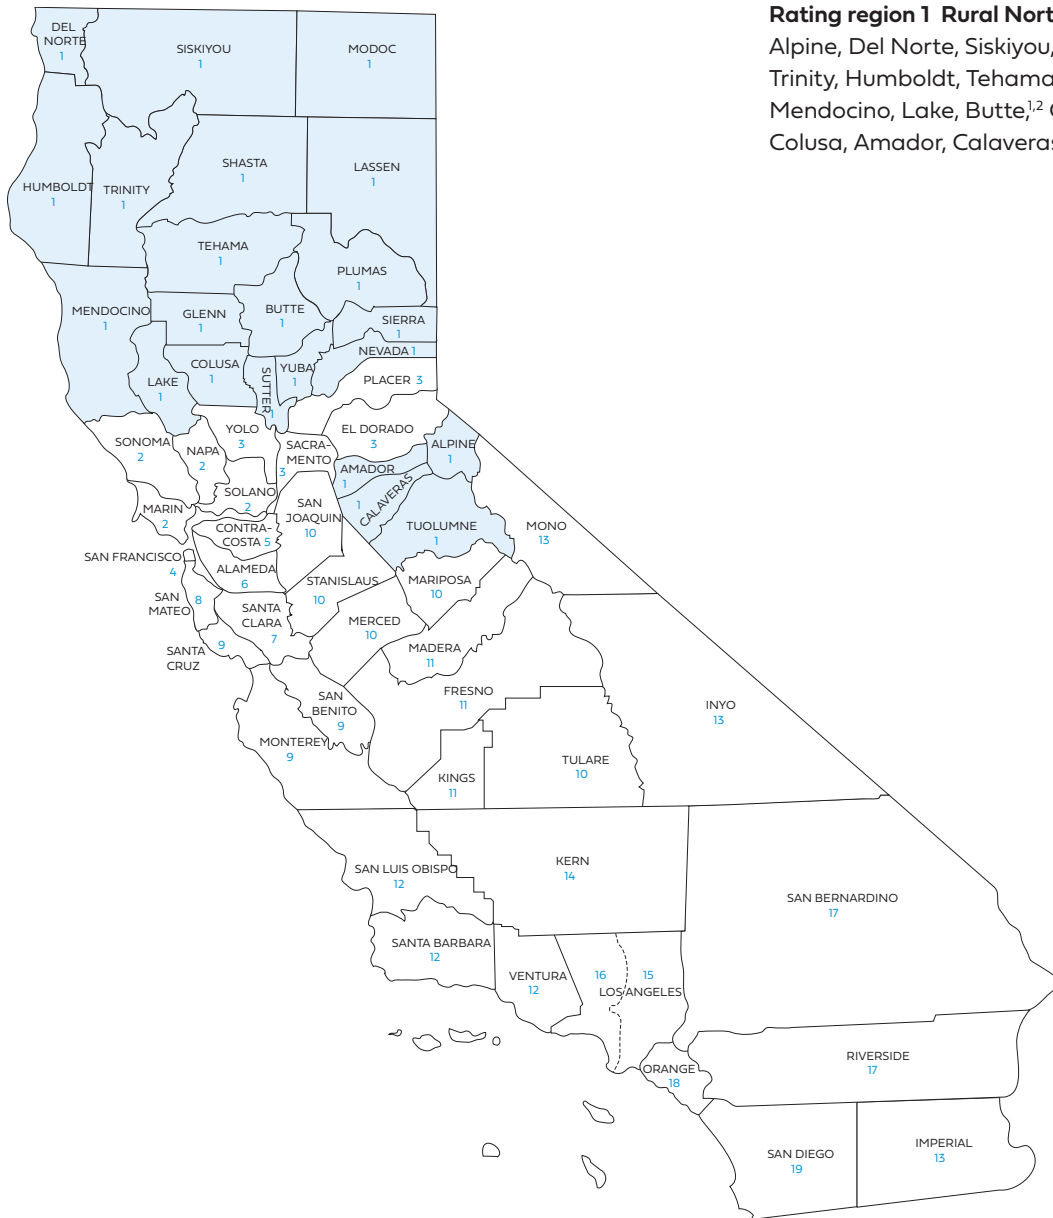 Rating region 1 Rural Nort
Alpine, Del Norte, Siskiyou,
Trinity, Humboldt, Tehama
Mendocino, Lake, Butte,1,2
Colusa, Amador, Calaveras
DEL
NORTE
1
SISKIYOU
1
MODOC
1
SHASTA
1
LASSEN
1
HUMBOLDT
1
TRINITY
1
TEHAMA
1
PLUMAS
1
MENDOCINO
1
GLENN
1
BUTTE
1
SIERRA
1
NEVADA 1
COLUSA
1
SUTTER
1
YUBA
1
PLACER 3
LAKE
1
SONOMA
2
NAPA
2
YOLO
3
SACRA-
MENTO
3
EL DORADO
3
ALPINE
1
AMADOR
1
CALAVERAS
1
SOLANO
2
MARIN
2
SAN
JOAQUIN
10
TUOLUMNE
1
MONO
13
CONTRA-
COSTA 5
SAN FRANCISCO
4
ALAMEDA
6
STANISLAUS
10
MARIPOSA
10
SAN
MATEO
8
SANTA
CLARA
7
MERCED
10
SANTA
CRUZ
9
MADERA
11
FRESNO
11
SAN
BENITO
9
INYO
13
MONTEREY
9
TULARE
10
KINGS
11
SAN LUIS OBISPO
12
KERN
14
SAN BERNARDINO
17
SANTA BARBARA
12
VENTURA
12
16
15
LOS ANGELES
RIVERSIDE
17
ORANGE
18
SAN DIEGO
19
IMPERIAL
13